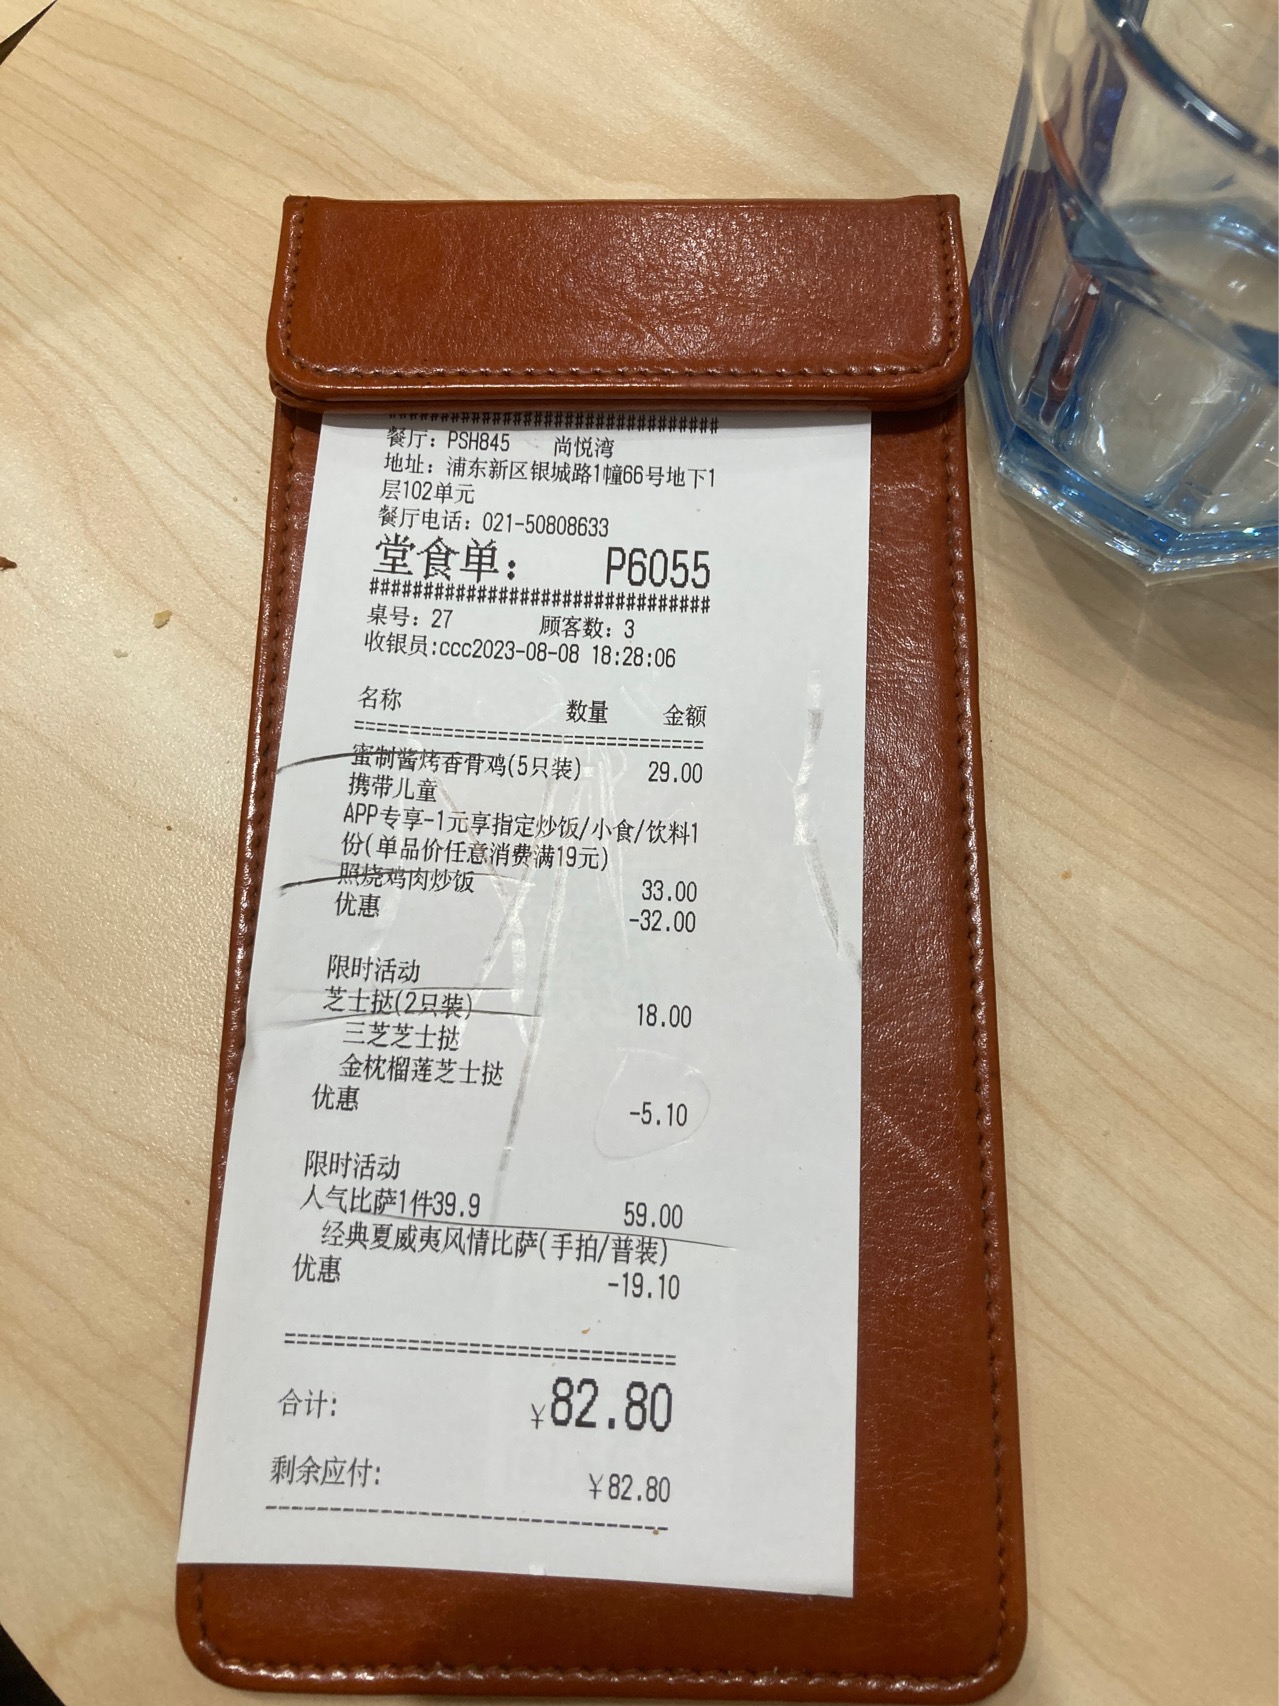 ##############################
餐厅：PSH845 尚悦湾
地址：浦东新区银城路1幢66号地下1
层102单元
餐厅电话：021-50808633
堂食单： P6055
##############################
桌号：27 顾客数：3
收银员:ccc2023-08-08 18:28:06
名称 数量 金额
================================
蜜制酱烤香骨鸡(5只装) 29.00
携带儿童
APP专享-1元享指定炒饭/小食/饮料1
份(单品价任意消费满19元)
照烧鸡肉炒饭 33.00
优惠 -32.00
限时活动
芝士挞(2只装) 18.00
三芝芝士挞
金枕榴莲芝士挞
优惠 -5.10
限时活动
人气比萨1件39.9 59.00
经典夏威夷风情比萨(手拍/普装)
优惠 -19.10
================================
合计: ¥82.80
剩余应付: ¥82.80
--------------------------------